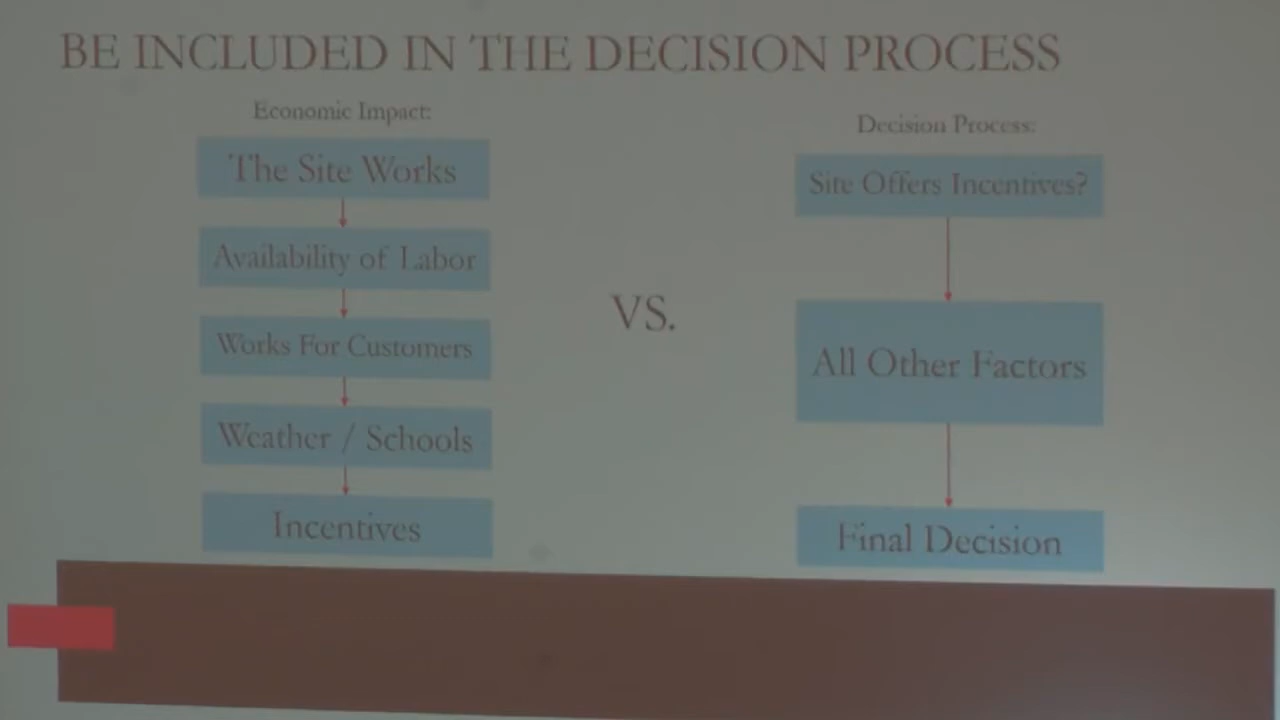 BE INCLUDED IN THE DECISION PROCESS
Economic Impact:
The Site Works
Availability of Labor
Works For Customers
Weather / Schools
Incentives
VS.
Decision Process:
Site Offers Incentives?
All Other Factors
Final Decision